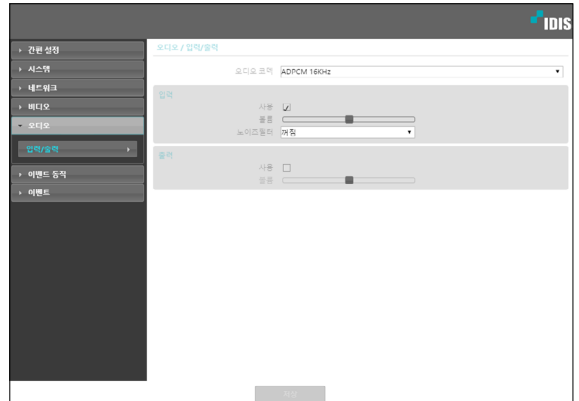 IDIS
간편 설정
시스템
네트워크
비디오
오디오
입력/출력
이벤트 동작
이벤트
오디오 / 입력/출력
오디오 코덱 ADPCM 16KHz
입력
사용
볼륨
노이즈필터 꺼짐
출력
사용
볼륨
저장